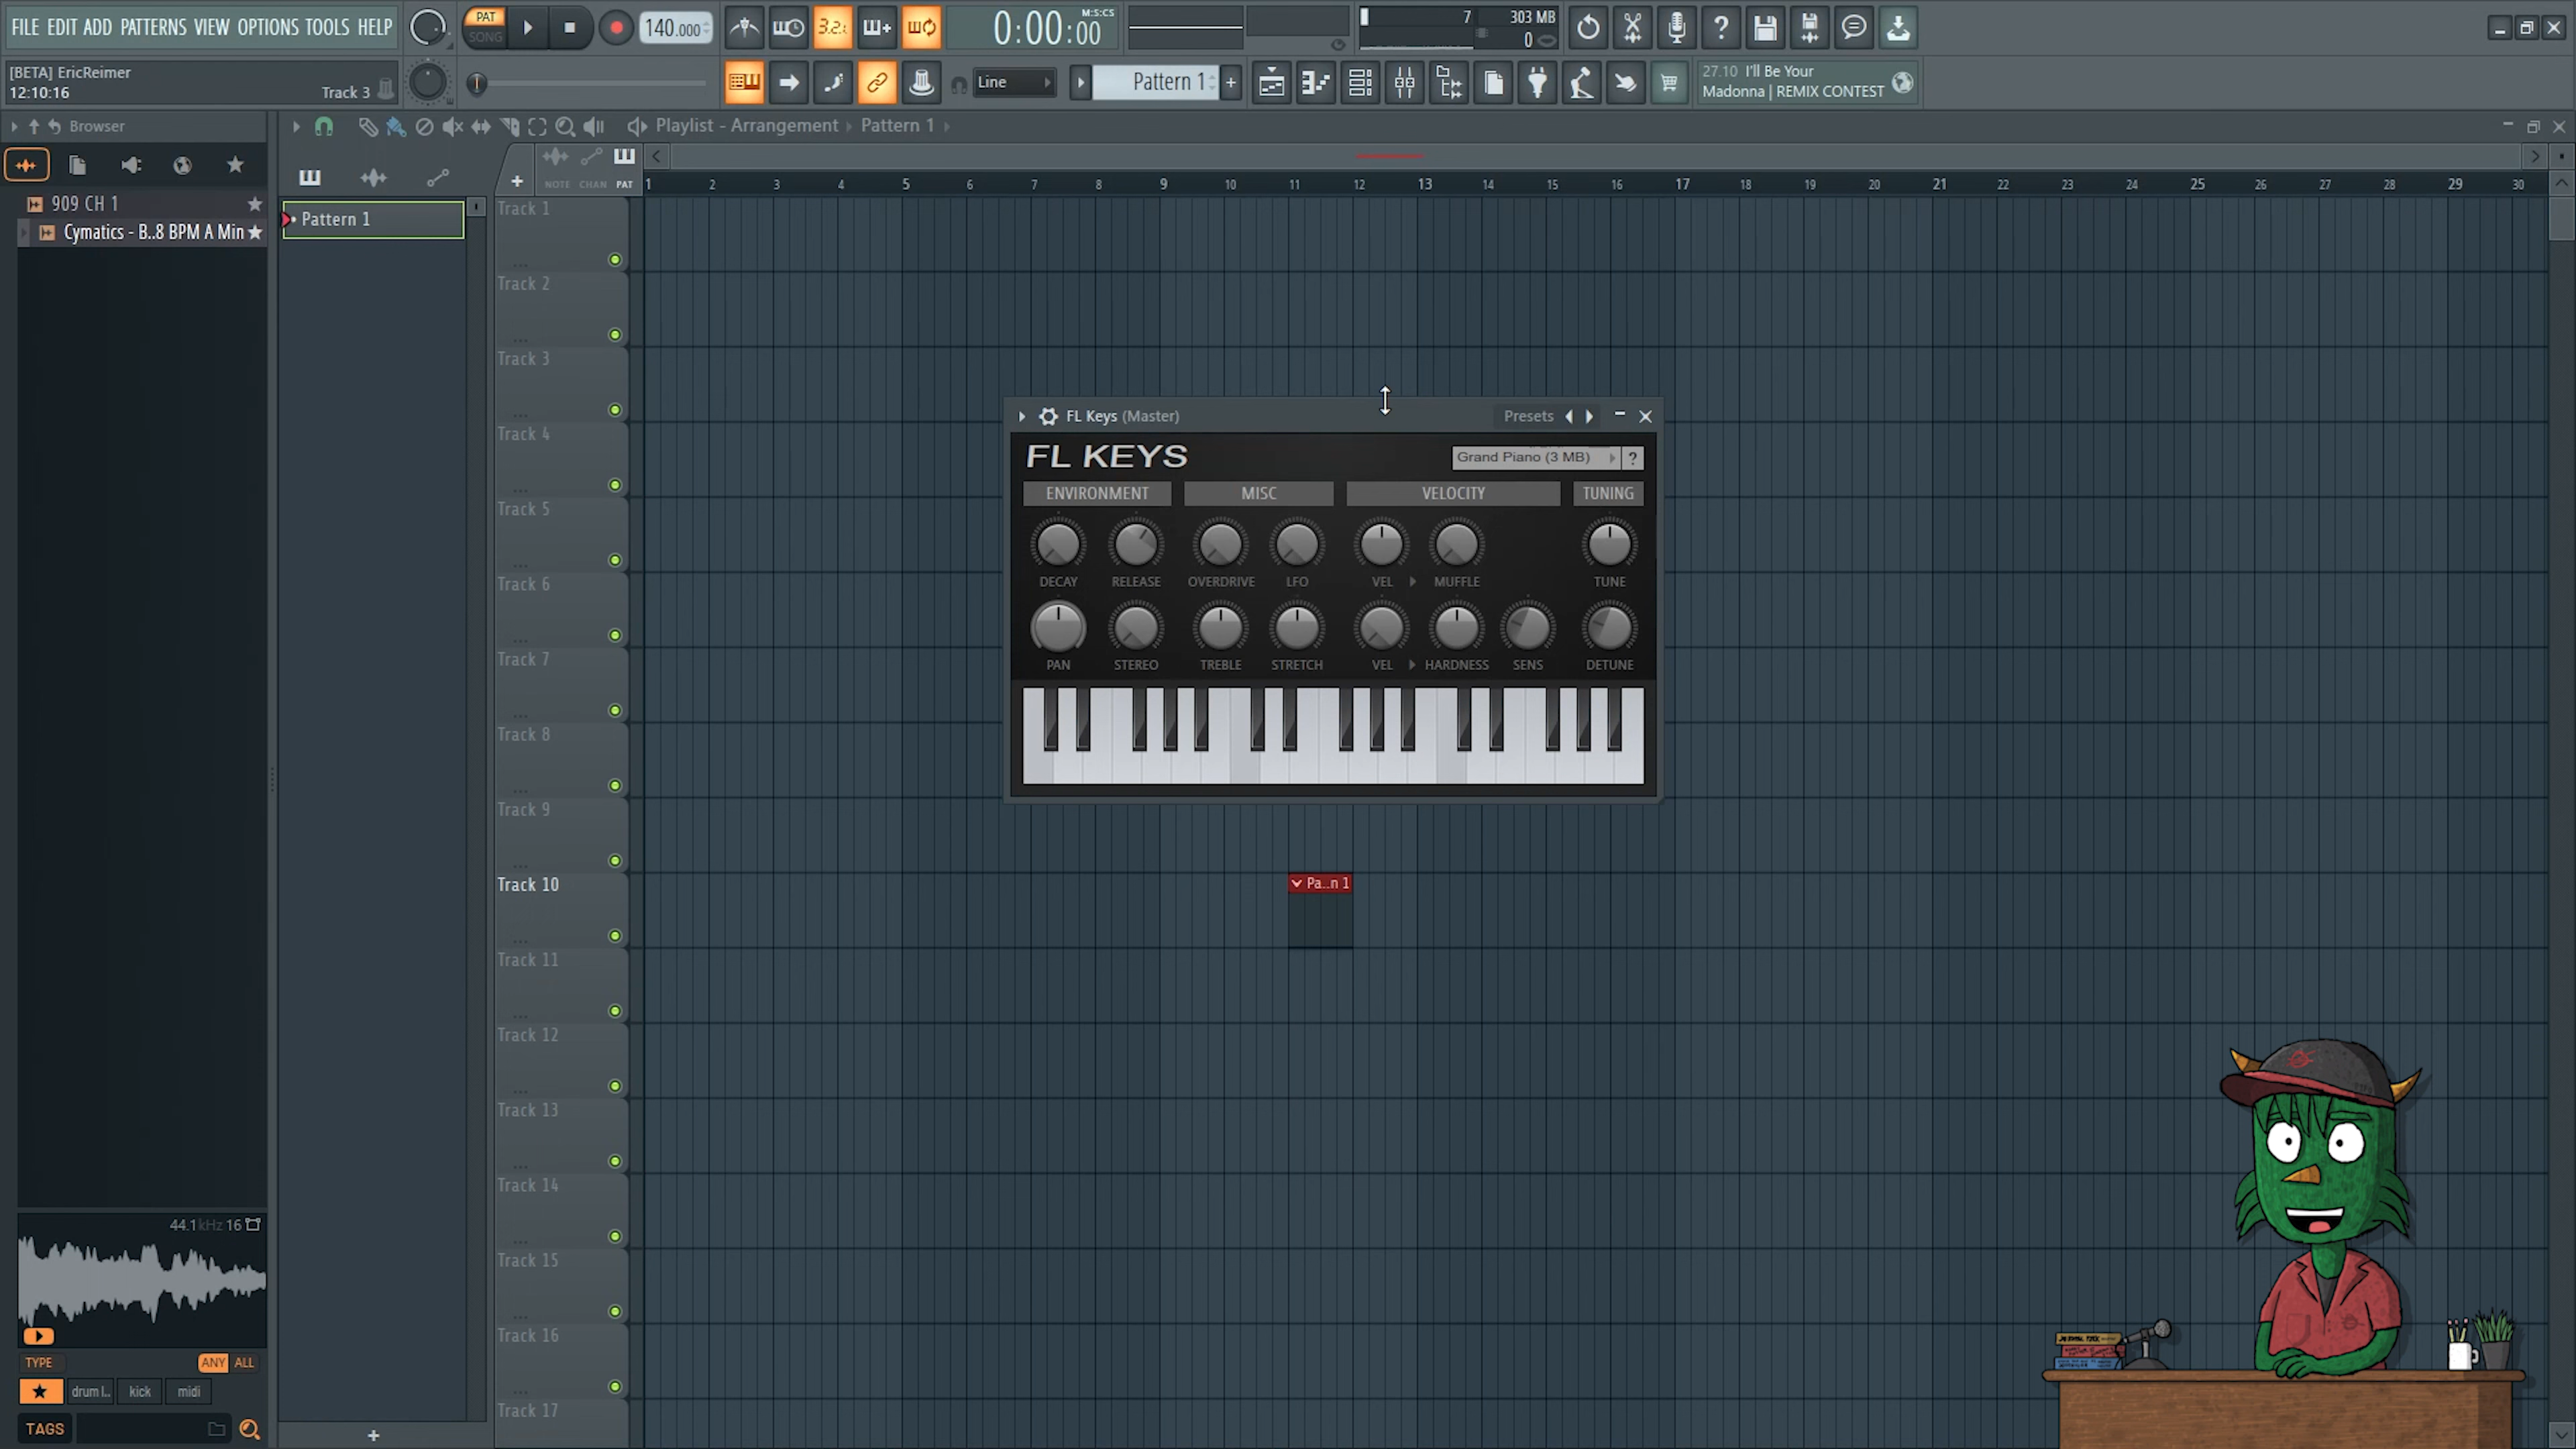 FILE EDIT ADD PATTERNS VIEW OPTIONS TOOLS HELP
PAT
SONG
140.000
3.2.
0:00:00
M:S:CS
7
303 MB
0
[BETA] EricReimer
12:10:16
Track 3
Line
Pattern 1
+
27.10 I'll Be Your
Madonna | REMIX CONTEST
Browser
Playlist - Arrangement
Pattern 1
NOTE CHAN PAT
1 2 3 4 5 6 7 8 9 10 11 12 13 14 15 16 17 18 19 20 21 22 23 24 25 26 27 28 29 30
909 CH 1
Cymatics - B..8 BPM A Min
Pattern 1
Track 1
Track 2
Track 3
Track 4
Track 5
Track 6
Track 7
Track 8
Track 9
Track 10
Track 11
Track 12
Track 13
Track 14
Track 15
Track 16
Track 17
FL Keys (Master)
Presets
FL KEYS
Grand Piano (3 MB)
?
ENVIRONMENT
MISC
VELOCITY
TUNING
DECAY
RELEASE
OVERDRIVE
LFO
VEL
MUFFLE
TUNE
PAN
STEREO
TREBLE
STRETCH
VEL
HARDNESS
SENS
DETUNE
Pa..n 1
44.1kHz 16
TYPE
ANY ALL
drum l..
kick
midi
TAGS
+